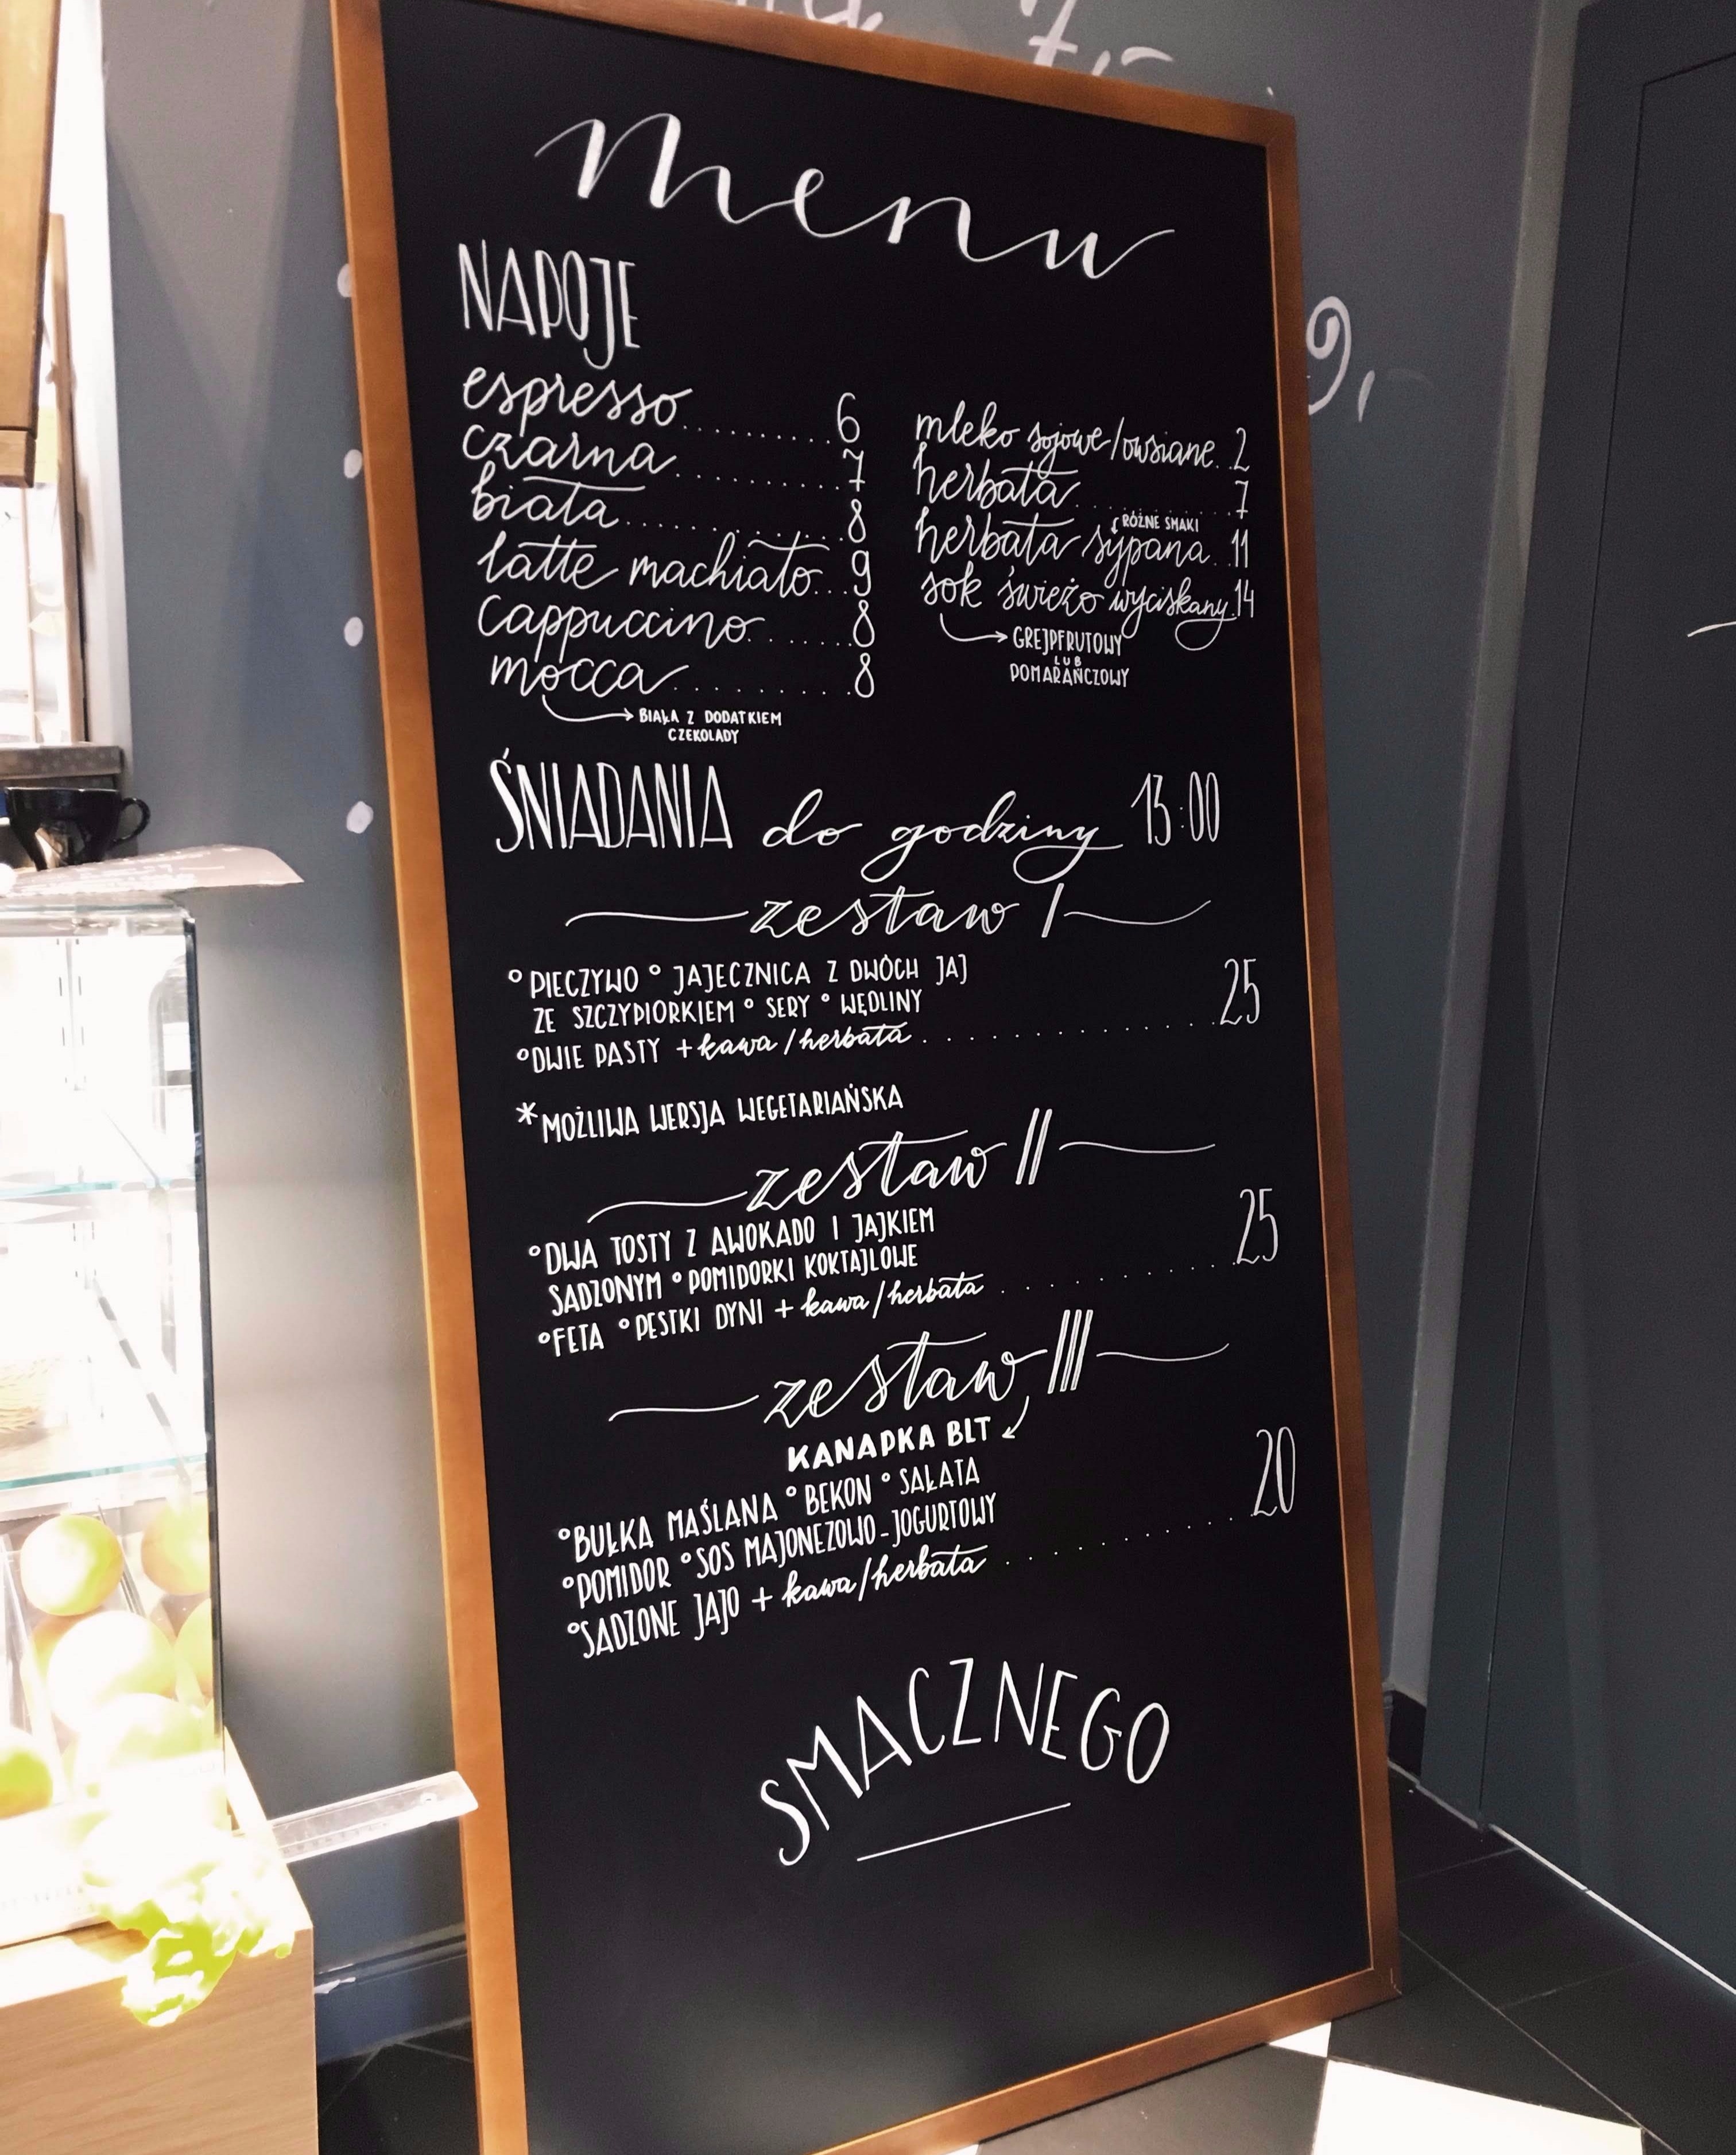 7,-
9,-
menu
NAPOJE
espresso..........6
czarna..........7
biała..........8
latte machiato...9
cappuccino......8
mocca..........8
BIAŁA Z DODATKIEM
CZEKOLADY
mleko sojowe/owsiane..2
herbata..........7
RÓŻNE SMAKI
herbata sypana..11
sok świeżo wyciskany.14
GREJPFRUTOWY
LUB
POMARAŃCZOWY
ŚNIADANIA do godziny 13:00
zestaw I
° PIECZYWO ° JAJECZNICA Z DWÓCH JAJ
ZE SZCZYPIORKIEM ° SERY ° WĘDLINY
° DWIE PASTY + kawa/herbata.............25
* MOŻLIWA WERSJA WEGETARIAŃSKA
zestaw II
° DWA TOSTY Z AWOKADO I JAJKIEM
SADZONYM ° POMIDORKI KOKTAJLOWE
° FETA ° PESTKI DYNI + kawa/herbata..........25
zestaw III
KANAPKA BLT
° BUŁKA MAŚLANA ° BEKON ° SAŁATA
° POMIDOR ° SOS MAJONEZOWO-JOGURTOWY
° SADZONE JAJO + kawa/herbata..........20
SMACZNEGO